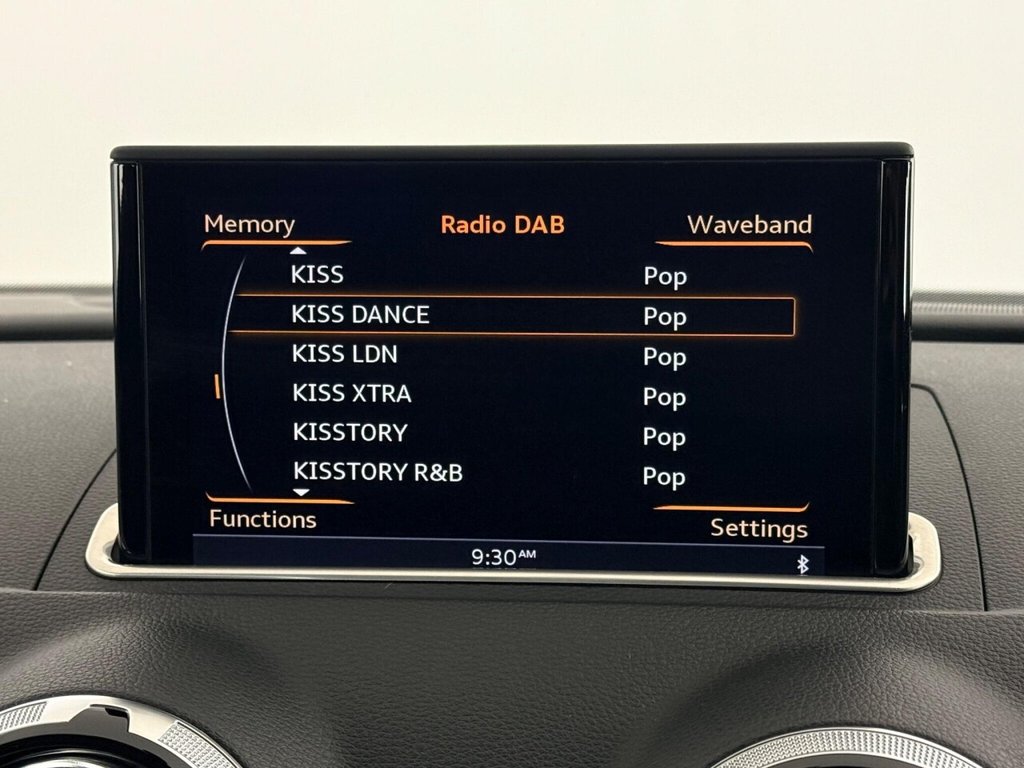 Memory Radio DAB Waveband
KISS Pop
KISS DANCE Pop
KISS LDN Pop
KISS XTRA Pop
KISSTORY Pop
KISSTORY R&B Pop
Functions Settings
9:30AM